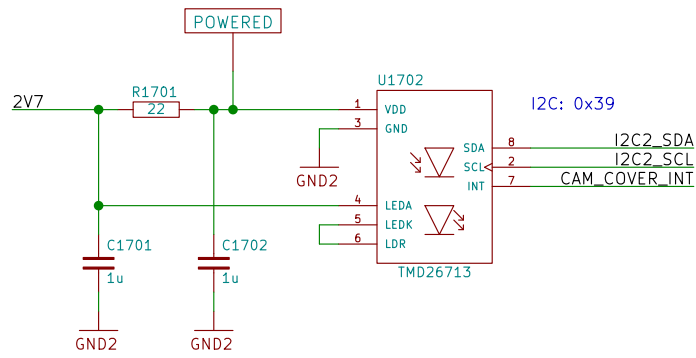 POWERED
U1702
2V7
R1701
22
I2C: 0x39
1
VDD
3
GND
GND2
SDA
8
I2C2_SDA
SCL
2
I2C2_SCL
INT
7
CAM_COVER_INT
4
LEDA
5
LEDK
6
LDR
TMD26713
C1701
1u
C1702
1u
GND2
GND2